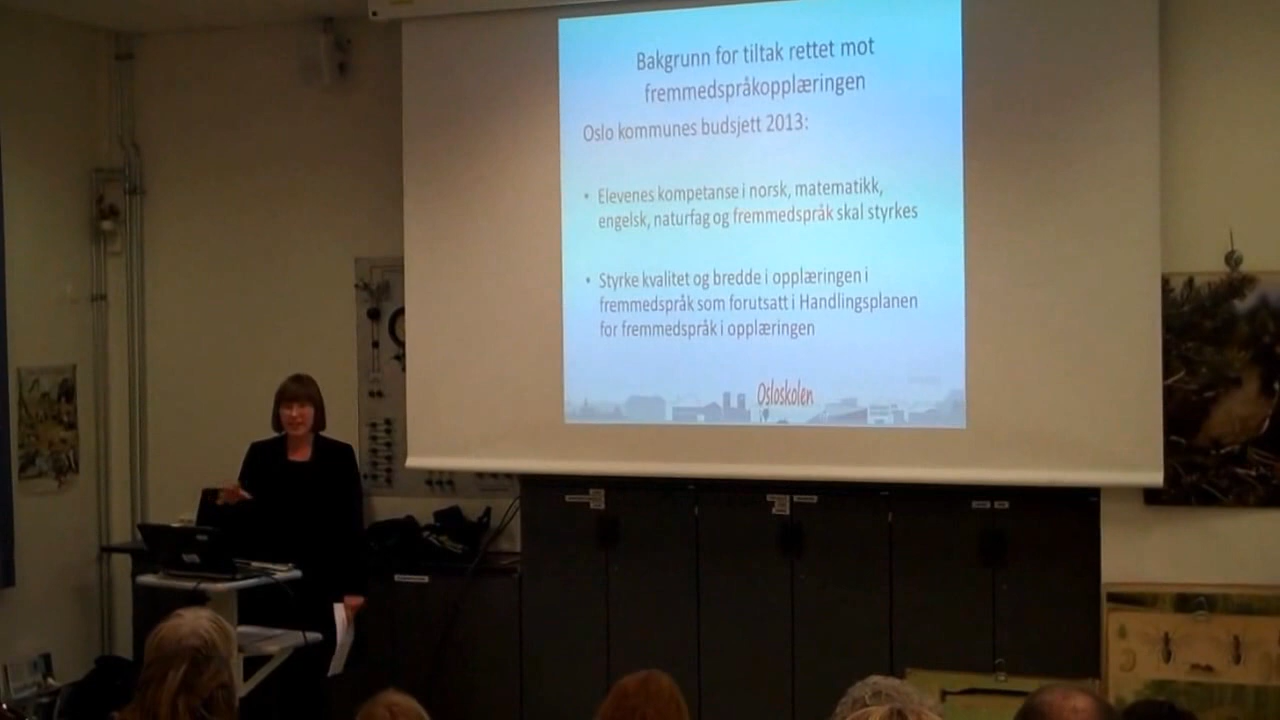 Bakgrunn for tiltak rettet mot
fremmedspråkopplæringen
Oslo kommunes budsjett 2013:
• Elevenes kompetanse i norsk, matematikk,
engelsk, naturfag og fremmedspråk skal styrkes
• Styrke kvalitet og bredde i opplæringen i
fremmedspråk som forutsatt i Handlingsplanen
for fremmedspråk i opplæringen
Osloskolen